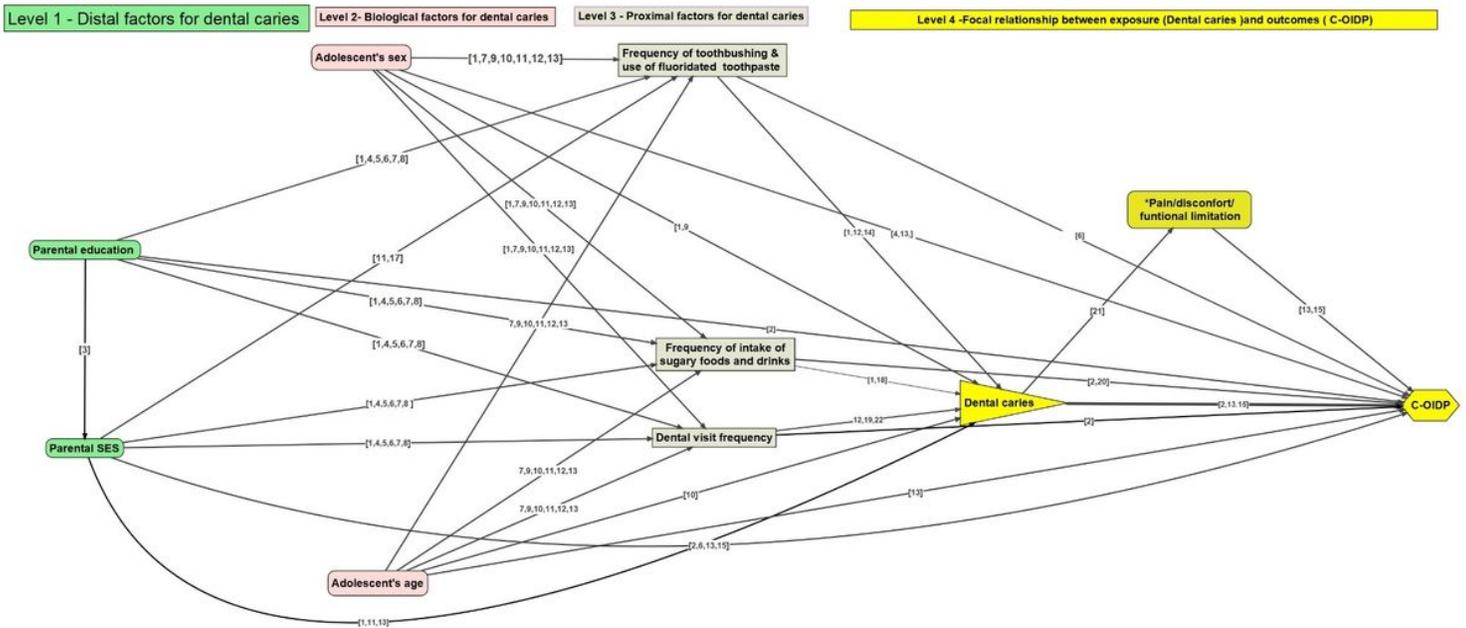 Level 1 - Distal factors for dental caries
Level 2- Biological factors for dental caries
Level 3 - Proximal factors for dental caries
Level 4 -Focal relationship between exposure (Dental caries )and outcomes ( C-OIDP)
Adolescent's sex
[1,7,9,10,11,12,13]
Frequency of toothbushing &
use of fluoridated toothpaste
[1,4,5,6,7,8]
[1,7,9,10,11,12,13]
[1,9
[1,12,14]
[4,13,]
[6]
*Pain/disconfort/
funtional limitation
Parental education
[1,7,9,10,11,12,13]
[11,17]
[1,4,5,6,7,8]
7,9,10,11,12,13
[21]
[13,15]
[2]
[3]
[1,4,5,6,7,8]
Frequency of intake of
sugary foods and drinks
[1,18]
[2,20]
[1,4,5,6,7,8 ]
Dental caries
[2,13.15]
C-OIDP
12,19,22
[2]
Parental SES
[1,4,5,6,7,8]
Dental visit frequency
7,9,10,11,12,13
[10]
[13]
7,9,10,11,12,13
[2,6,13,15]
Adolescent's age
[1,11,13]